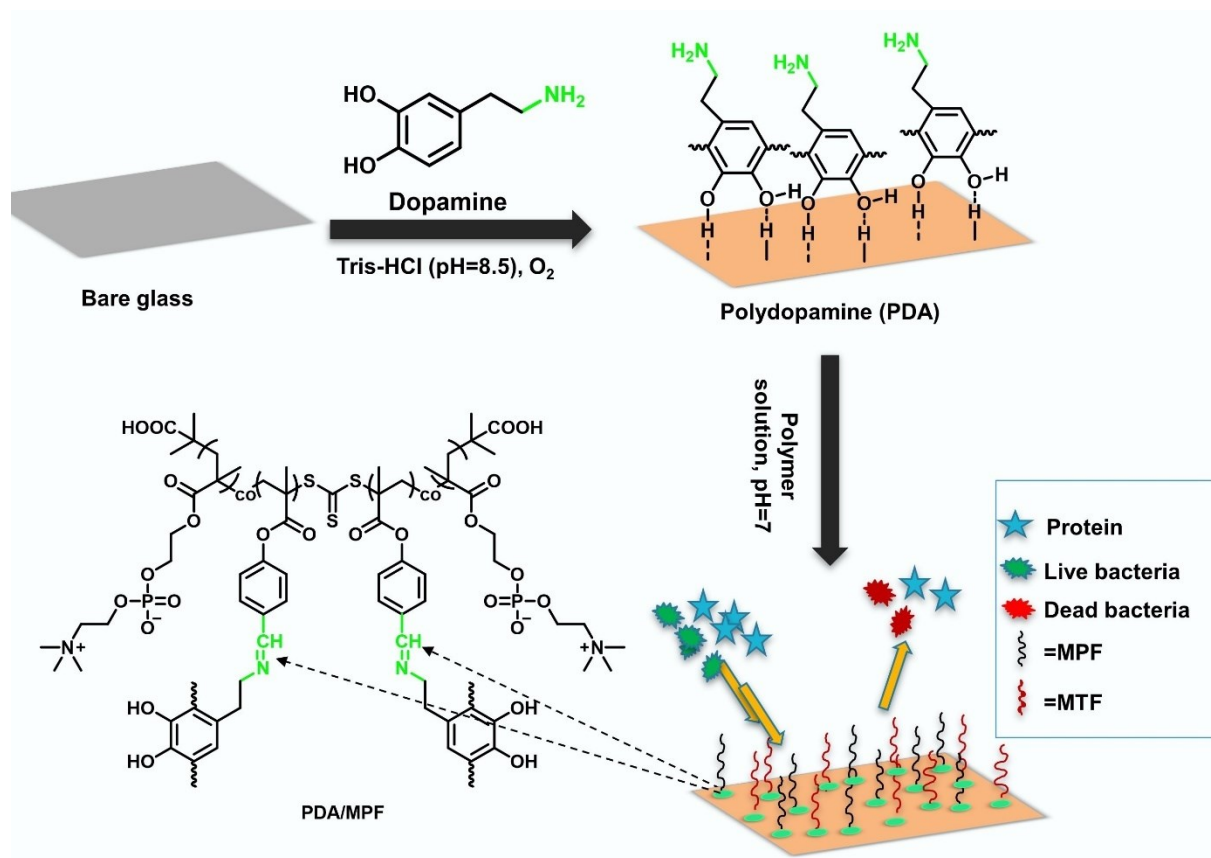 HO
HO
NH₂
Dopamine
Tris-HCl (pH=8.5), O₂
Bare glass
H₂N
H₂N
H₂N
O
O
H
H
O
O
H
H
H
O
O
H
H
H
H
Polydopamine (PDA)
Polymer
solution, pH=7
HOOC
COOH
co
S
S
S
co
O
O
O
O
O
O
O
O
O
O
O
P
O
O⁻
N⁺
O
O
P
O
O⁻
N⁺
CH
N
CH
N
HO
HO
OH
OH
PDA/MPF
Protein
Live bacteria
Dead bacteria
=MPF
=MTF